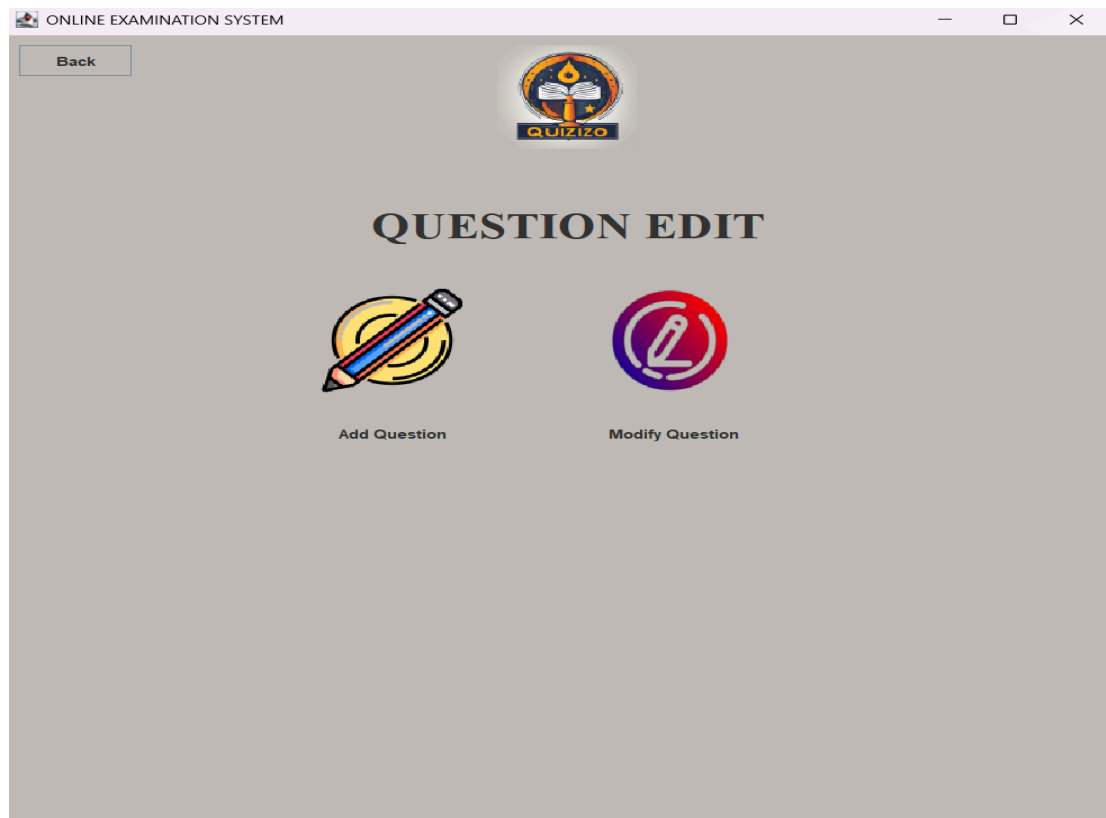 ONLINE EXAMINATION SYSTEM
Back
QUIZIZO
QUESTION EDIT
Add Question
Modify Question